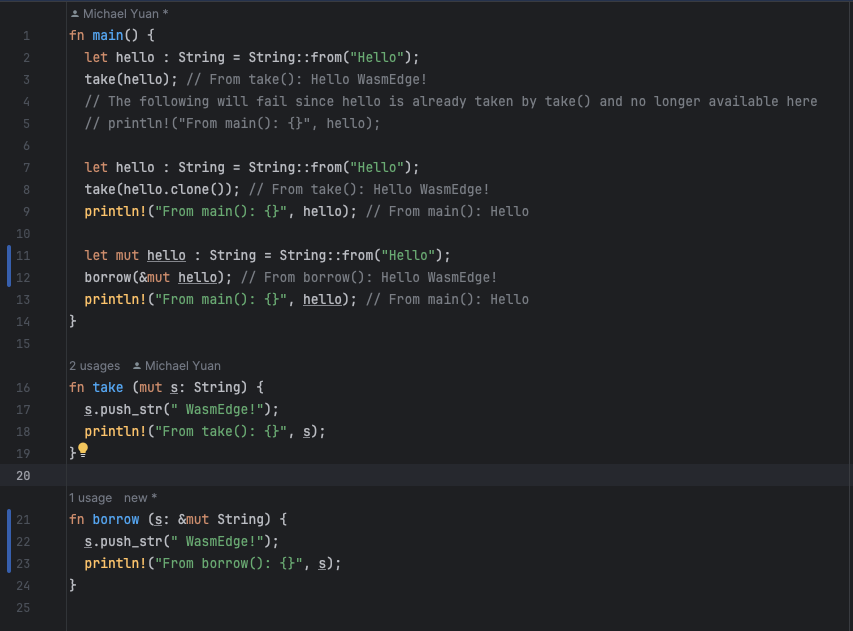 Michael Yuan *
1 fn main() {
2 let hello : String = String::from("Hello");
3 take(hello); // From take(): Hello WasmEdge!
4 // The following will fail since hello is already taken by take() and no longer available here
5 // println!("From main(): {}", hello);
6
7 let hello : String = String::from("Hello");
8 take(hello.clone()); // From take(): Hello WasmEdge!
9 println!("From main(): {}", hello); // From main(): Hello
10
11 let mut hello : String = String::from("Hello");
12 borrow(&mut hello); // From borrow(): Hello WasmEdge!
13 println!("From main(): {}", hello); // From main(): Hello
14 }
15
2 usages Michael Yuan
16 fn take (mut s: String) {
17 s.push_str(" WasmEdge!");
18 println!("From take(): {}", s);
19 }
20
1 usage new *
21 fn borrow (s: &mut String) {
22 s.push_str(" WasmEdge!");
23 println!("From borrow(): {}", s);
24 }
25